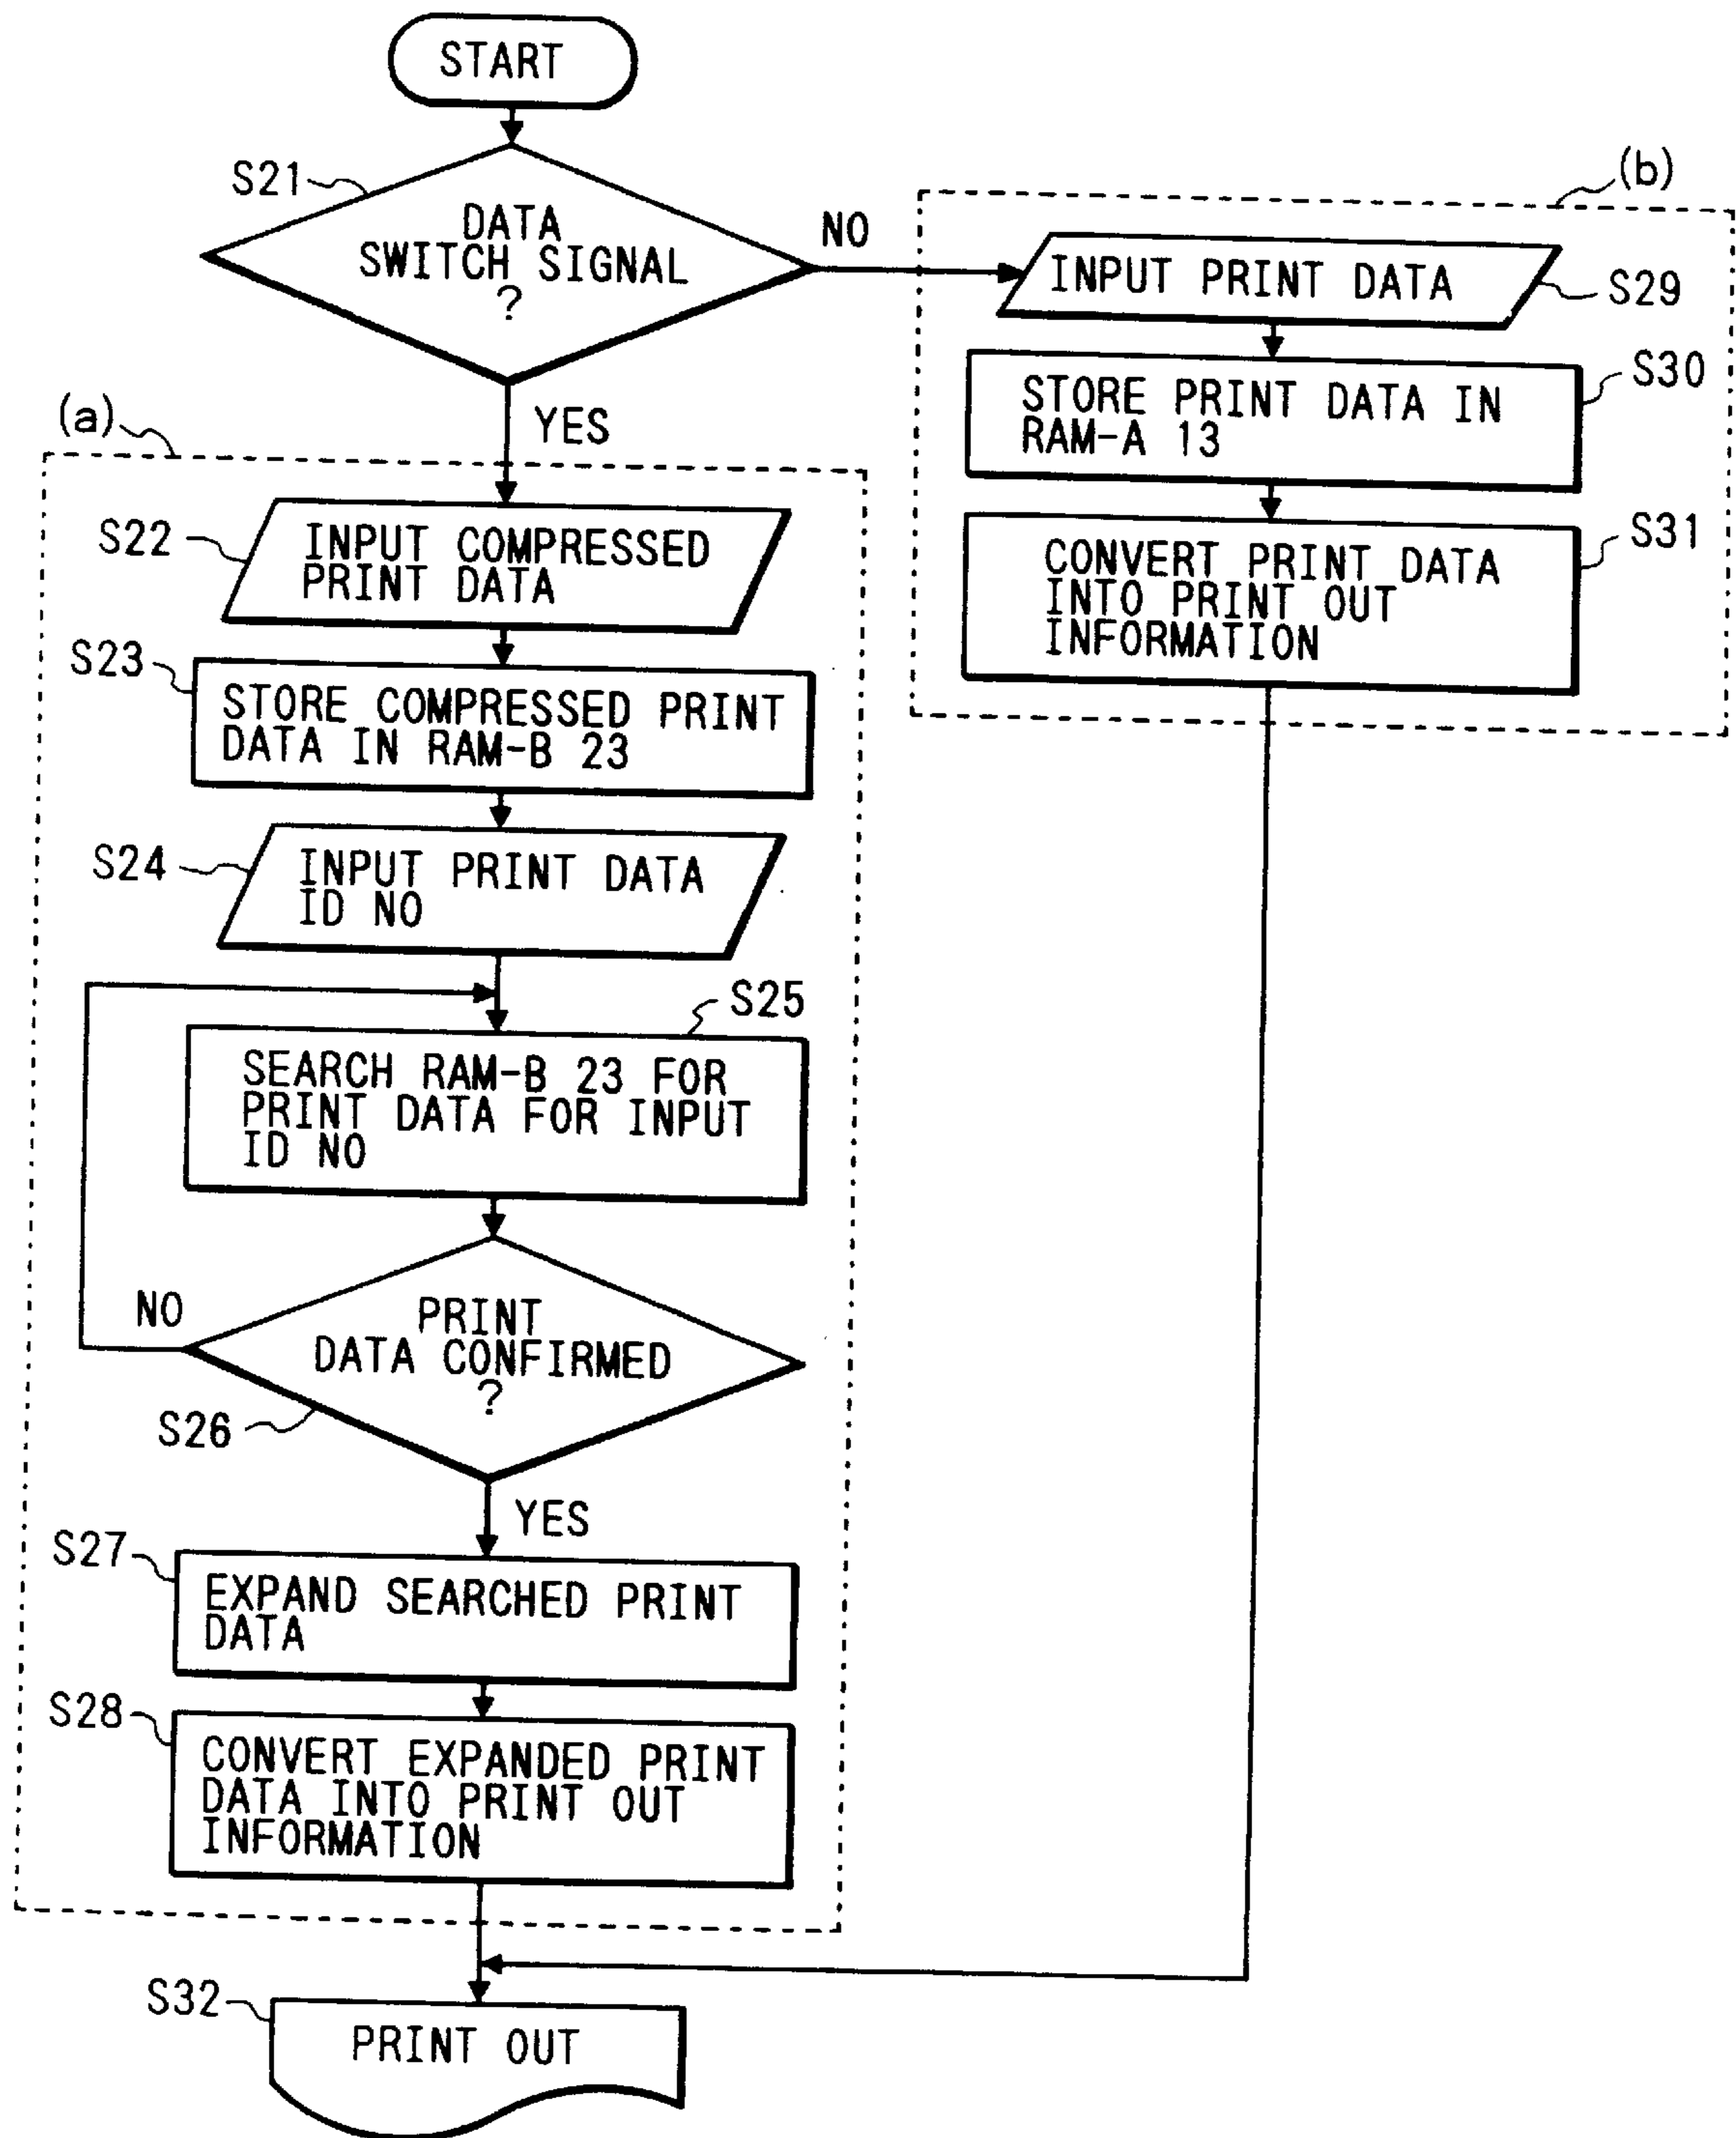 START
S21
DATA
SWITCH SIGNAL
?
NO
YES
(a)
S22
INPUT COMPRESSED
PRINT DATA
S23
STORE COMPRESSED PRINT
DATA IN RAM-B 23
S24
INPUT PRINT DATA
ID NO
S25
SEARCH RAM-B 23 FOR
PRINT DATA FOR INPUT
ID NO
NO
PRINT
DATA CONFIRMED
?
S26
YES
S27
EXPAND SEARCHED PRINT
DATA
S28
CONVERT EXPANDED PRINT
DATA INTO PRINT OUT
INFORMATION
(b)
INPUT PRINT DATA
S29
STORE PRINT DATA IN
RAM-A 13
S30
CONVERT PRINT DATA
INTO PRINT OUT
INFORMATION
S31
S32
PRINT OUT